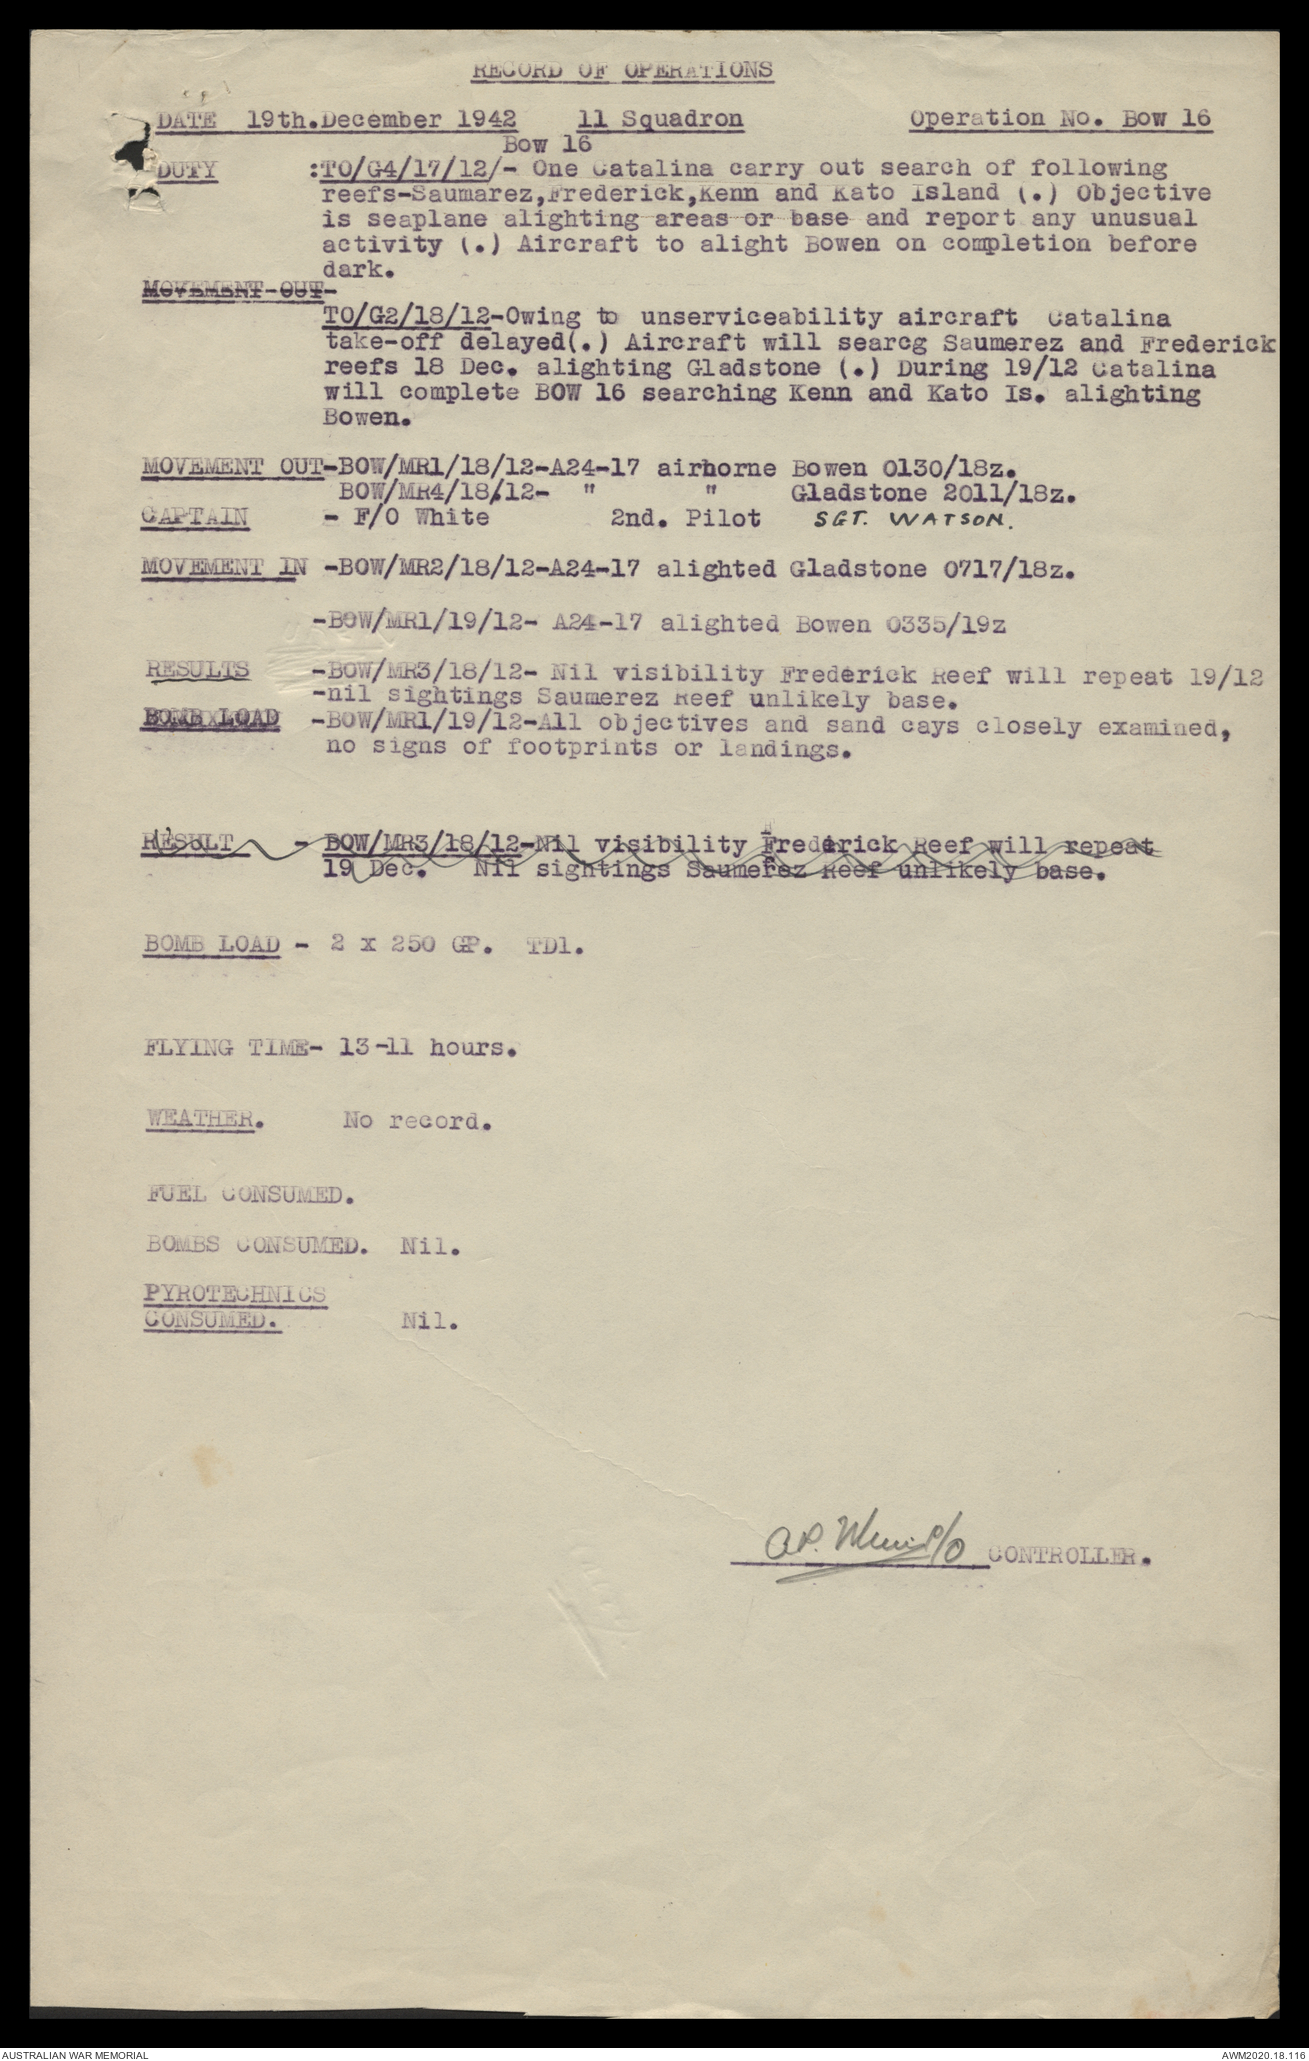 RECORD OF OPERATIONS
DATE 19th.December 1942 11 Squadron Operation No. Bow 16
Bow 16
DUTY :TO/G4/17/12/- One Catalina carry out search of following
reefs-Saumarez,Frederick,Kenn and Kato Island (.) Objective
is seaplane alighting areas or base and report any unusual
activity (.) Aircraft to alight Bowen on completion before
dark.
MOVEMENT OUT-
TO/G2/18/12-Owing to unserviceability aircraft Catalina
take-off delayed(.) Aircraft will searcg Saumerez and Frederick
reefs 18 Dec. alighting Gladstone (.) During 19/12 Catalina
will complete BOW 16 searching Kenn and Kato Is. alighting
Bowen.
MOVEMENT OUT-BOW/MR1/18/12-A24-17 airborne Bowen 0130/18z.
BOW/MR4/18/12- " " Gladstone 2011/18z.
CAPTAIN - F/O White 2nd. Pilot SGT. WATSON.
MOVEMENT IN -BOW/MR2/18/12-A24-17 alighted Gladstone 0717/18z.
-BOW/MR1/19/12- A24-17 alighted Bowen 0335/19z
RESULTS -BOW/MR3/18/12- Nil visibility Frederick Reef will repeat 19/12
-nil sightings Saumerez Reef unlikely base.
BOMB LOAD -BOW/MR1/19/12-All objectives and sand cays closely examined,
no signs of footprints or landings.
RESULT - BOW/MR3/18/12-Nil visibility Frederick Reef will repeat
19 Dec. Nil sightings Saumerez Reef unlikely base.
BOMB LOAD - 2 x 250 GP. TD1.
FLYING TIME- 13-11 hours.
WEATHER. No record.
FUEL CONSUMED.
BOMBS CONSUMED. Nil.
PYROTECHNICS
CONSUMED. Nil.
P/O CONTROLLER.
AUSTRALIAN WAR MEMORIAL AWM2020.18.116